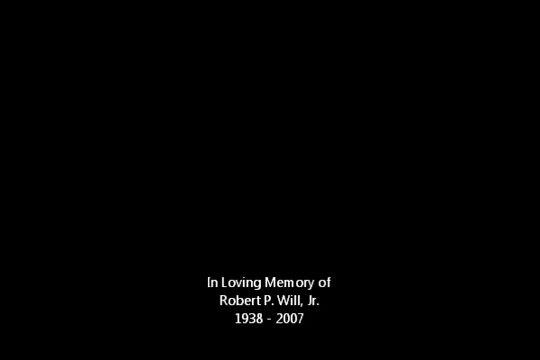 In Loving Memory of
Robert P. Will, Jr.
1938 - 2007